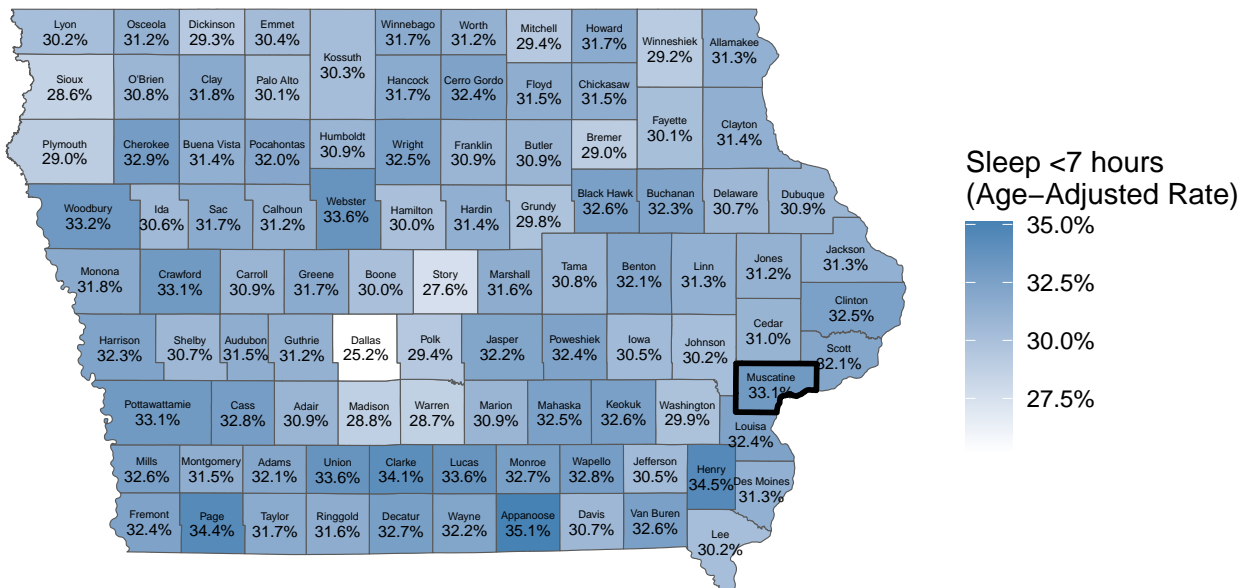 Lyon
30.2%
Osceola
31.2%
Dickinson
29.3%
Emmet
30.4%
Kossuth
30.3%
Winnebago
31.7%
Worth
31.2%
Mitchell
29.4%
Howard
31.7%
Winneshiek
29.2%
Allamakee
31.3%
Sioux
28.6%
O'Brien
30.8%
Clay
31.8%
Palo Alto
30.1%
Hancock
31.7%
Cerro Gordo
32.4%
Floyd
31.5%
Chickasaw
31.5%
Fayette
30.1%
Clayton
31.4%
Plymouth
29.0%
Cherokee
32.9%
Buena Vista
31.4%
Pocahontas
32.0%
Humboldt
30.9%
Wright
32.5%
Franklin
30.9%
Butler
30.9%
Bremer
29.0%
Woodbury
33.2%
Ida
30.6%
Sac
31.7%
Calhoun
31.2%
Webster
33.6%
Hamilton
30.0%
Hardin
31.4%
Grundy
29.8%
Black Hawk
32.6%
Buchanan
32.3%
Delaware
30.7%
Dubuque
30.9%
Monona
31.8%
Crawford
33.1%
Carroll
30.9%
Greene
31.7%
Boone
30.0%
Story
27.6%
Marshall
31.6%
Tama
30.8%
Benton
32.1%
Linn
31.3%
Jones
31.2%
Jackson
31.3%
Clinton
32.5%
Harrison
32.3%
Shelby
30.7%
Audubon
31.5%
Guthrie
31.2%
Dallas
25.2%
Polk
29.4%
Jasper
32.2%
Poweshiek
32.4%
Iowa
30.5%
Johnson
30.2%
Cedar
31.0%
Scott
32.1%
Muscatine
33.1%
Pottawattamie
33.1%
Cass
32.8%
Adair
30.9%
Madison
28.8%
Warren
28.7%
Marion
30.9%
Mahaska
32.5%
Keokuk
32.6%
Washington
29.9%
Louisa
32.4%
Mills
32.6%
Montgomery
31.5%
Adams
32.1%
Union
33.6%
Clarke
34.1%
Lucas
33.6%
Monroe
32.7%
Wapello
32.8%
Jefferson
30.5%
Henry
34.5%
Des Moines
31.3%
Fremont
32.4%
Page
34.4%
Taylor
31.7%
Ringgold
31.6%
Decatur
32.7%
Wayne
32.2%
Appanoose
35.1%
Davis
30.7%
Van Buren
32.6%
Lee
30.2%
Sleep <7 hours
(Age−Adjusted Rate)
35.0%
32.5%
30.0%
27.5%